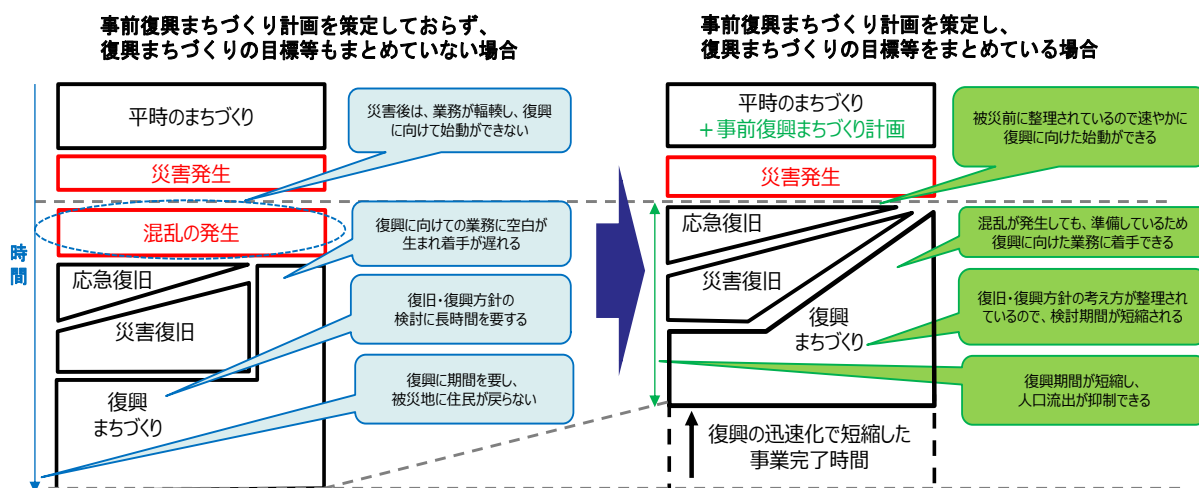 事前復興まちづくり計画を策定しておらず、
復興まちづくりの目標等もまとめていない場合
平時のまちづくり
災害発生
混乱の発生
応急復旧
災害復旧
復興
まちづくり
時間
災害後は、業務が輻輳し、復興
に向けて始動ができない
復興に向けての業務に空白が
生まれ着手が遅れる
復旧・復興方針の
検討に長時間を要する
復興に期間を要し、
被災地に住民が戻らない
事前復興まちづくり計画を策定し、
復興まちづくりの目標等をまとめている場合
平時のまちづくり
+事前復興まちづくり計画
災害発生
応急復旧
災害復旧
復興
まちづくり
復興の迅速化で短縮した
事業完了時間
被災前に整理されているので速やかに
復興に向けた始動ができる
混乱が発生しても、準備しているため
復興に向けた業務に着手できる
復旧・復興方針の考え方が整理され
ているので、検討期間が短縮される
復興期間が短縮し、
人口流出が抑制できる